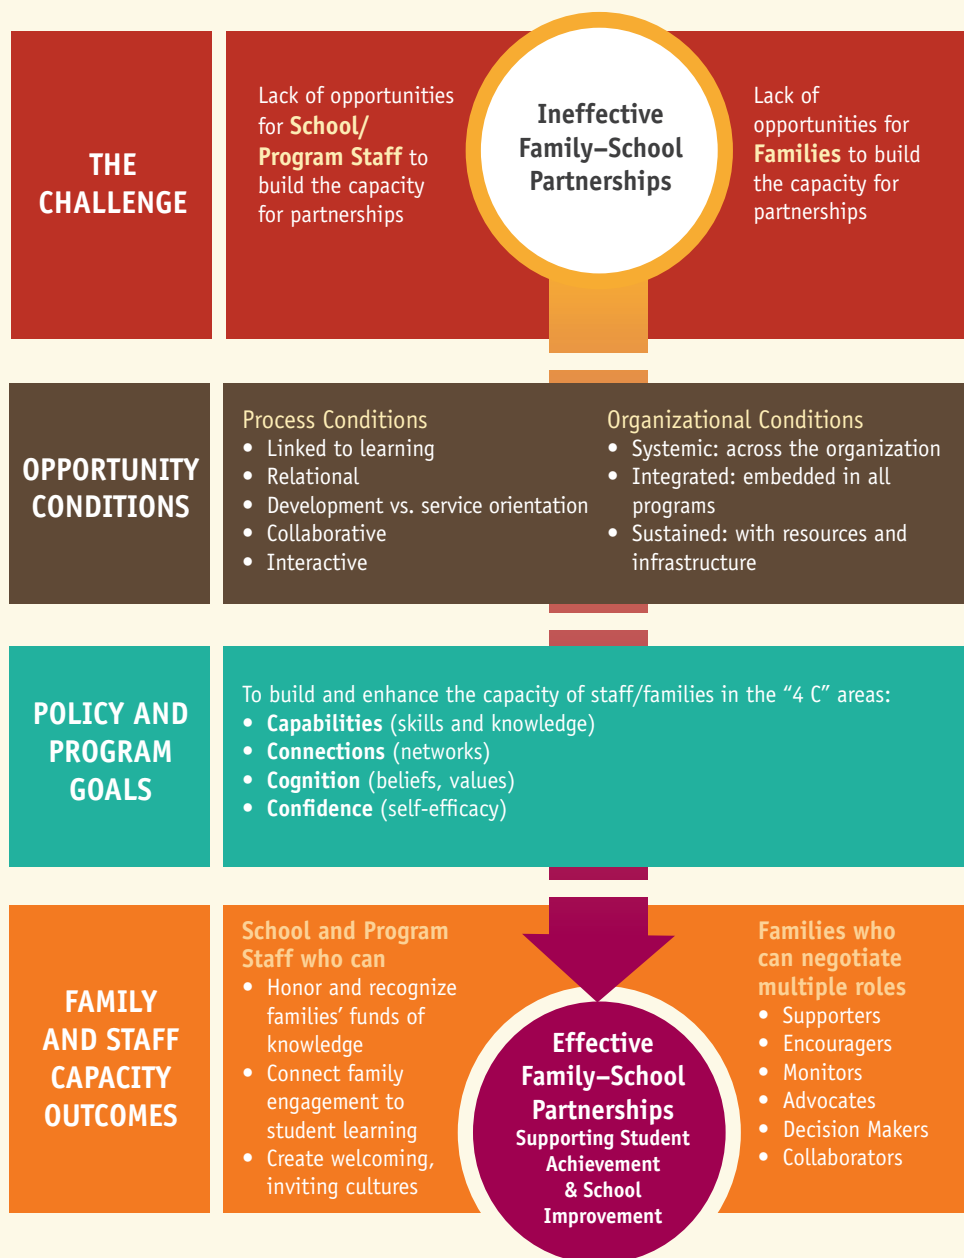 THE
CHALLENGE
Lack of opportunities
for School/
Program Staff to
build the capacity
for partnerships
Ineffective
Family–School
Partnerships
Lack of
opportunities for
Families to build
the capacity for
partnerships
OPPORTUNITY
CONDITIONS
Process Conditions
• Linked to learning
• Relational
• Development vs. service orientation
• Collaborative
• Interactive
Organizational Conditions
• Systemic: across the organization
• Integrated: embedded in all
programs
• Sustained: with resources and
infrastructure
POLICY AND
PROGRAM
GOALS
To build and enhance the capacity of staff/families in the “4 C” areas:
• Capabilities (skills and knowledge)
• Connections (networks)
• Cognition (beliefs, values)
• Confidence (self-efficacy)
FAMILY
AND STAFF
CAPACITY
OUTCOMES
School and Program
Staff who can
• Honor and recognize
families’ funds of
knowledge
• Connect family
engagement to
student learning
• Create welcoming,
inviting cultures
Effective
Family–School
Partnerships
Supporting Student
Achievement
& School
Improvement
Families who
can negotiate
multiple roles
• Supporters
• Encouragers
• Monitors
• Advocates
• Decision Makers
• Collaborators